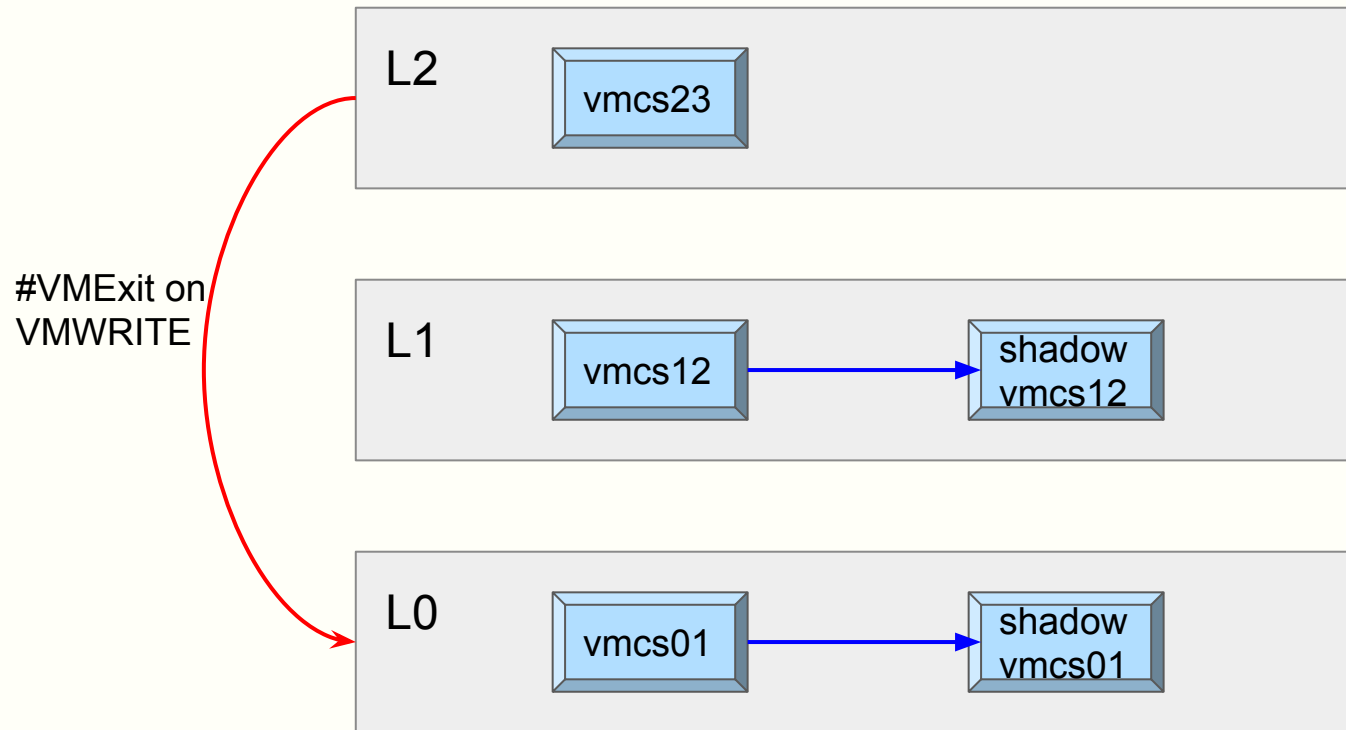 L2
vmcs23
#VMExit on
VMWRITE
L1
vmcs12
shadow
vmcs12
L0
vmcs01
shadow
vmcs01